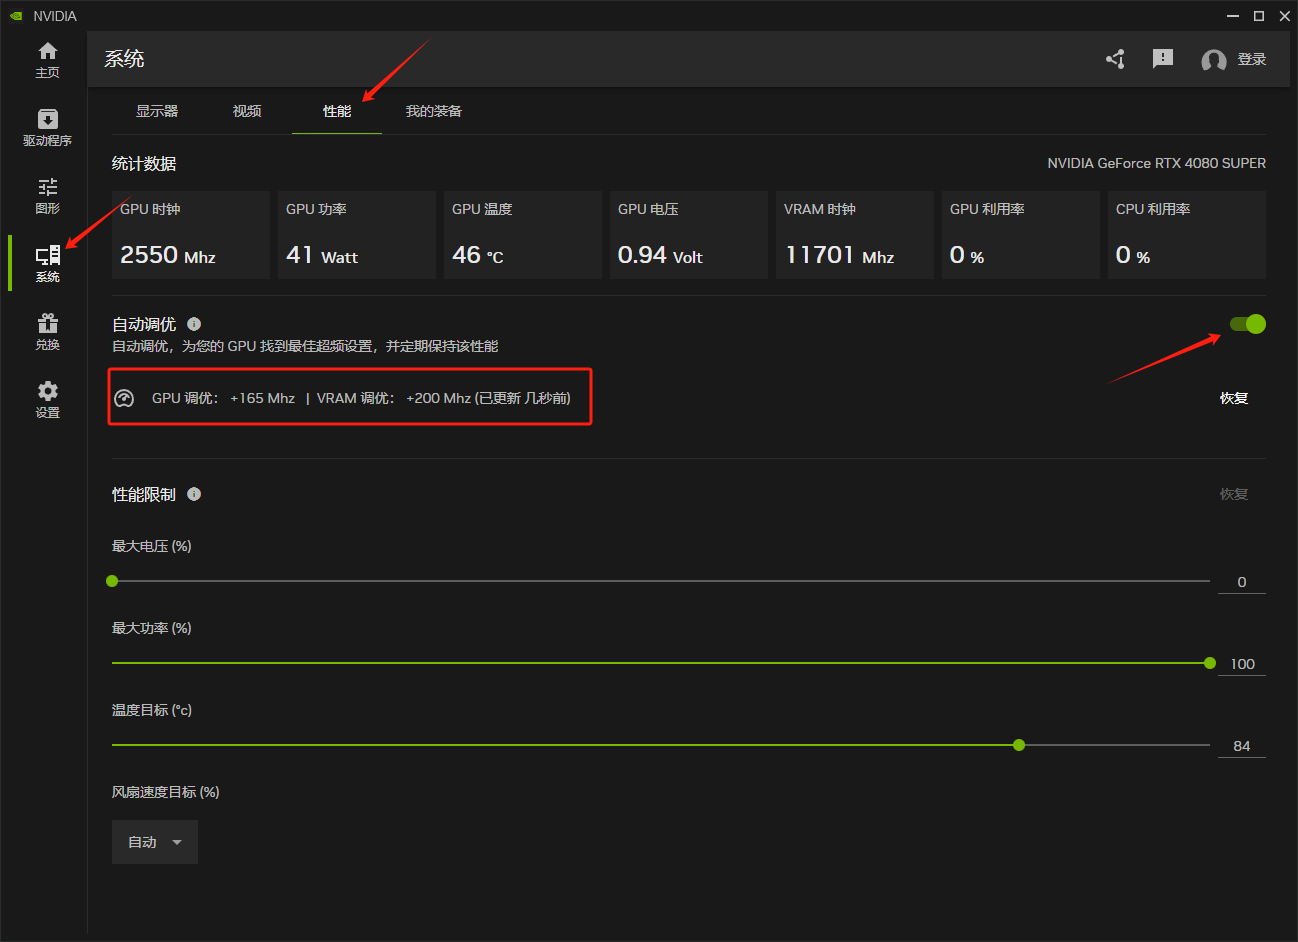 NVIDIA
主页
驱动程序
图形
系统
兑换
设置
系统
登录
显示器
视频
性能
我的装备
统计数据
NVIDIA GeForce RTX 4080 SUPER
GPU 时钟
2550 Mhz
GPU 功率
41 Watt
GPU 温度
46 °C
GPU 电压
0.94 Volt
VRAM 时钟
11701 Mhz
GPU 利用率
0 %
CPU 利用率
0 %
自动调优
自动调优，为您的 GPU 找到最佳超频设置，并定期保持该性能
GPU 调优： +165 Mhz | VRAM 调优： +200 Mhz (已更新 几秒前)
恢复
性能限制
恢复
最大电压 (%)
0
最大功率 (%)
100
温度目标 (°c)
84
风扇速度目标 (%)
自动